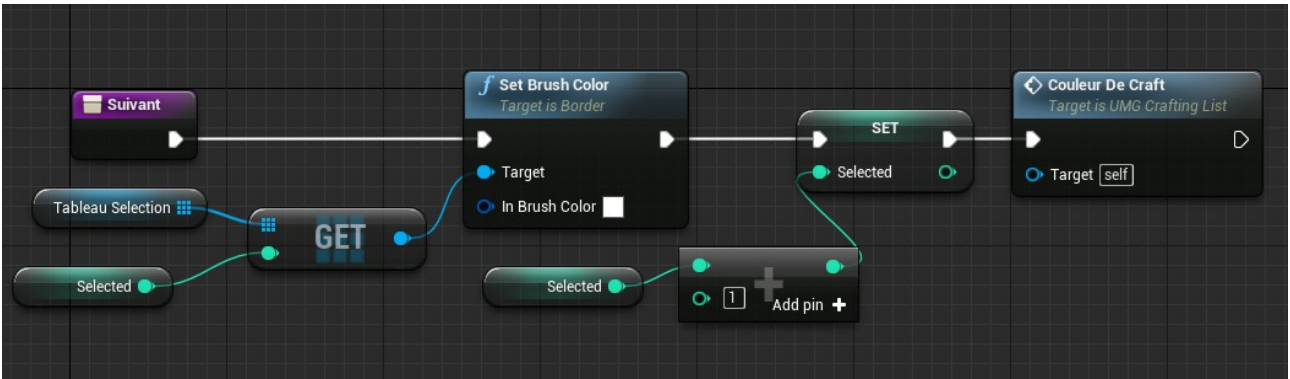 Suivant
Set Brush Color
Target is Border
Target
In Brush Color
Tableau Selection
GET
Selected
SET
Selected
Selected
1
Add pin
Couleur De Craft
Target is UMG Crafting List
Target self